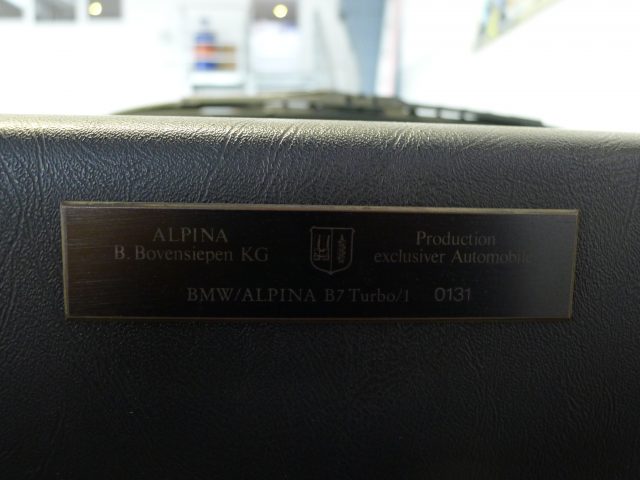 ALPINA
B. Bovensiepen KG
Production
exclusiver Automobile
BMW/ALPINA B7 Turbo/1 0131